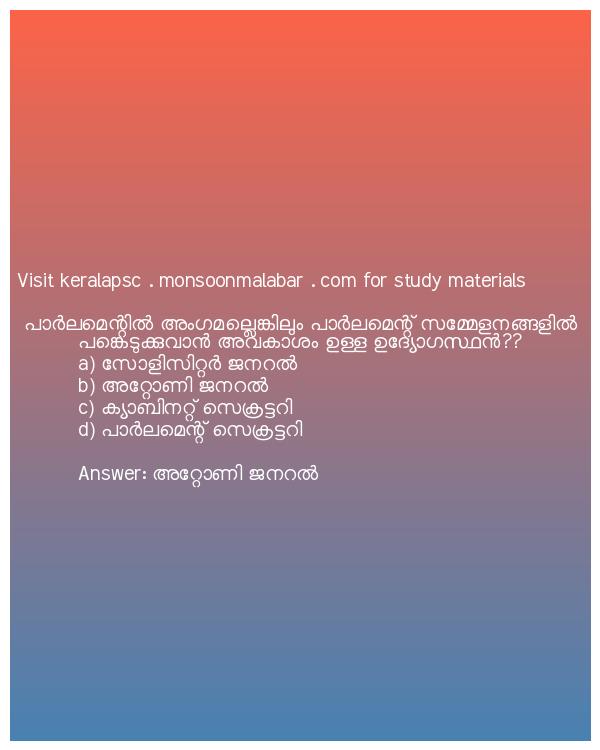 Visit keralapsc . monsoonmalabar . com for study materials
പാർലമെന്റിൽ അംഗമല്ലെങ്കിലും പാർലമെന്റ് സമ്മേളനങ്ങളിൽ
പങ്കെടുക്കുവാൻ അവകാശം ഉള്ള ഉദ്യോഗസ്ഥൻ??
a) സോളിസിറ്റർ ജനറൽ
b) അറ്റോണി ജനറൽ
c) ക്യാബിനറ്റ് സെക്രട്ടറി
d) പാർലമെന്റ് സെക്രട്ടറി
Answer: അറ്റോണി ജനറൽ